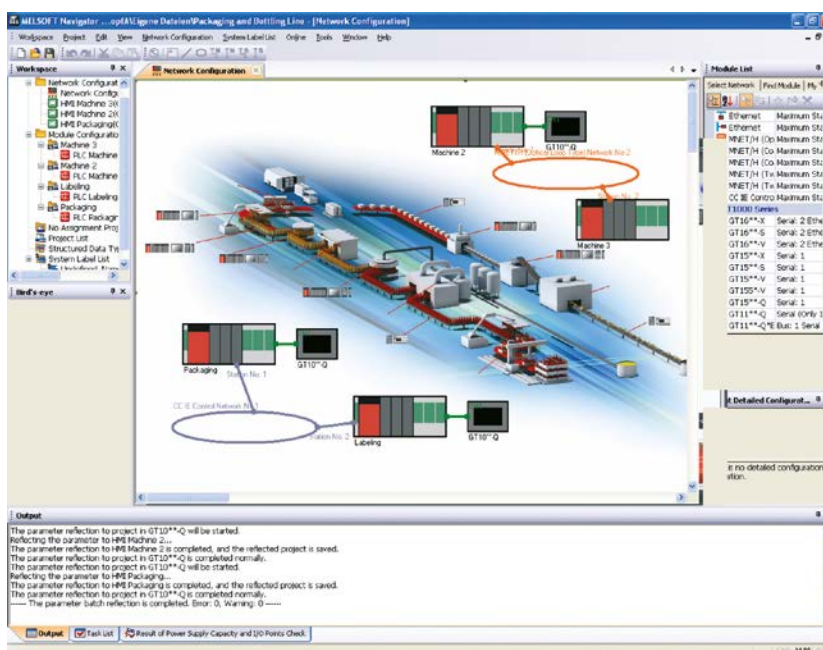 MELSOFT Navigator ...opfA\Eigene Dateien\Packaging and Bottling Line - [Network Configuration]
Workspace Project Edit View Network Configuration System Label List Online Tools Window Help
Workspace
Network Configurat
Network Configu
HMI Machine 3(
HMI Machine 2(
HMI Packaging(
Module Configuratio
Machine 3
PLC Machine
Machine 2
PLC Machine
Labeling
PLC Labeling
Packaging
PLC Packagin
No Assignment Proj
Project List
Structured Data Ty
System Label List
Bird's-eye
Network Configuration
Machine 2
GT10**-Q
Machine 3
Packaging
GT10**-Q
Station No. 1
CC IE Control Network No.1
Station No. 2
Labeling
GT10**-Q
Module List
Select Network Find Module My
Ethernet Maximum Sta
Ethernet Maximum Sta
MNET/H (Op Maximum Sta
MNET/H (Co Maximum Sta
MNET/H (Co Maximum Sta
MNET/H (Tw Maximum Sta
MNET/H (Tw Maximum Sta
CC IE Contro Maximum Sta
T1000 Series
GT16**-X Serial: 2 Ethe
GT16**-S Serial: 2 Ethe
GT16**-V Serial: 2 Ethe
GT15**-X Serial: 1
GT15**-S Serial: 1
GT15**-V Serial: 1
GT155*-V Serial: 1
GT15**-Q Serial: 1
GT11**-Q Serial (Only 1
GT11**-Q*E Bus: 1 Serial
t Detailed Configurat...
is no detailed configuration
ation.
Output
The parameter reflection to project in GT10**-Q will be started.
Reflecting the parameter to HMI Machine 2...
The parameter reflection to HMI Machine 2 is completed, and the reflected project is saved.
The parameter reflection to project in GT10**-Q is completed normally.
The parameter reflection to project in GT10**-Q will be started.
Reflecting the parameter to HMI Packaging...
The parameter reflection to HMI Packaging is completed, and the reflected project is saved.
The parameter reflection to project in GT10**-Q is completed normally.
------ The parameter batch reflection is completed. Error: 0, Warning: 0 ------
Output Task List Result of Power Supply Capacity and I/O Points Check